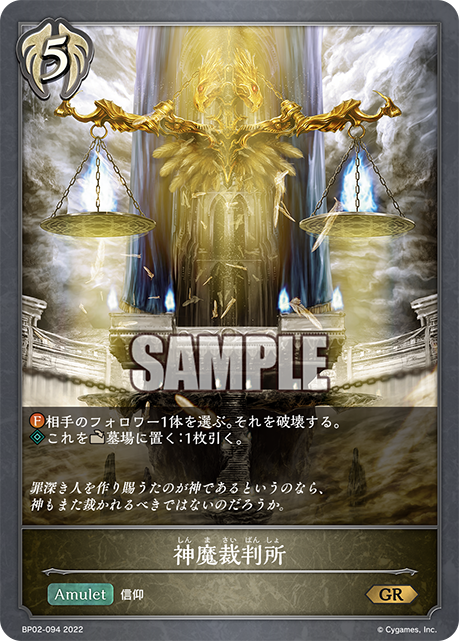 5
SAMPLE
F相手のフォロワー1体を選ぶ。それを破壊する。
これを墓場に置く：1枚引く。
罪深き人を作り賜うたのが神であるというのなら、
神もまた裁かれるべきではないのだろうか。
しん ま さい ばん しょ
神魔裁判所
Amulet 信仰 GR
BP02-094 2022 © Cygames, Inc.